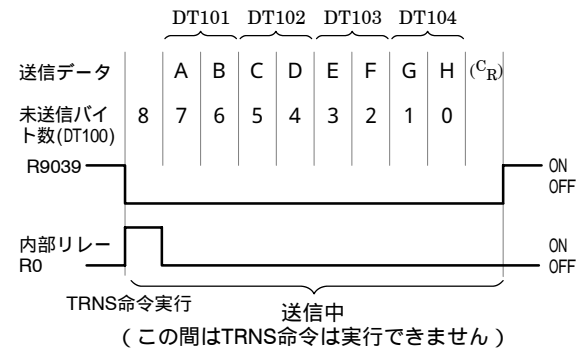 DT101 DT102 DT103 DT104
送信データ A B C D E F G H (CR)
未送信バイ
ト数(DT100) 8 7 6 5 4 3 2 1 0
R9039 ON
OFF
内部リレー ON
R0 OFF
TRNS命令実行
送信中
(この間はTRNS命令は実行できません)